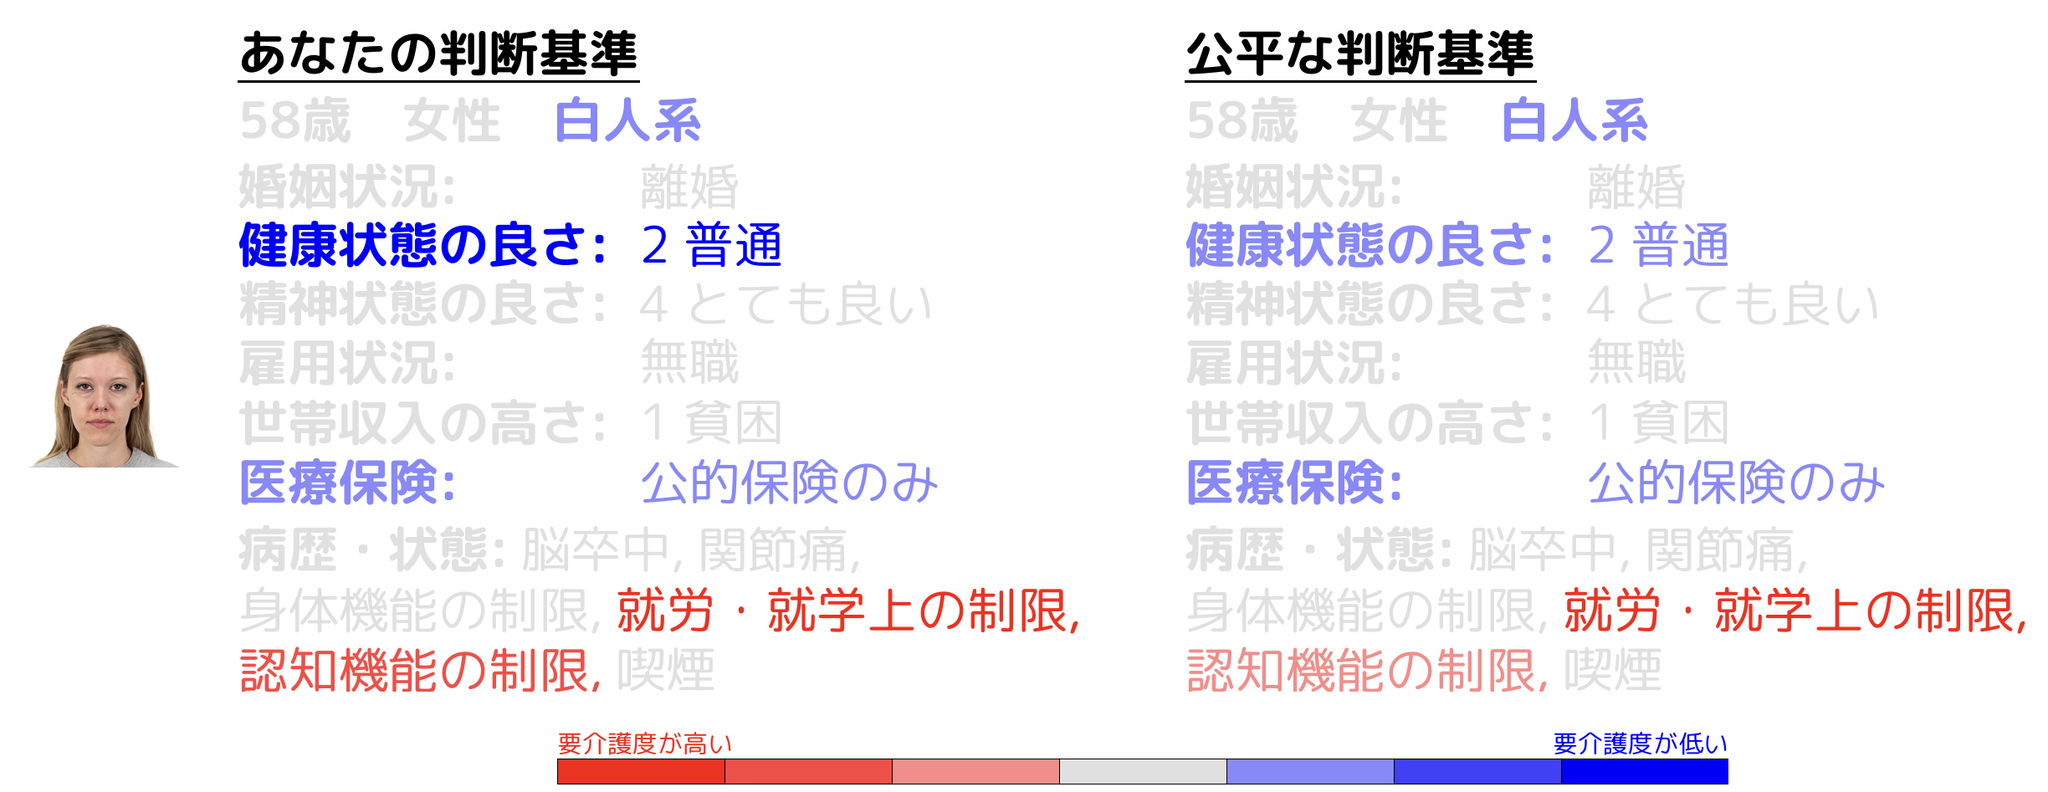 あなたの判断基準
58歳 女性 白人系
婚姻状況: 離婚
健康状態の良さ: 2 普通
精神状態の良さ: 4 とても良い
雇用状況: 無職
世帯収入の高さ: 1 貧困
医療保険: 公的保険のみ
病歴・状態: 脳卒中, 関節痛,
身体機能の制限, 就労・就学上の制限,
認知機能の制限, 喫煙
公平な判断基準
58歳 女性 白人系
婚姻状況: 離婚
健康状態の良さ: 2 普通
精神状態の良さ: 4 とても良い
雇用状況: 無職
世帯収入の高さ: 1 貧困
医療保険: 公的保険のみ
病歴・状態: 脳卒中, 関節痛,
身体機能の制限, 就労・就学上の制限,
認知機能の制限, 喫煙
要介護度が高い
要介護度が低い